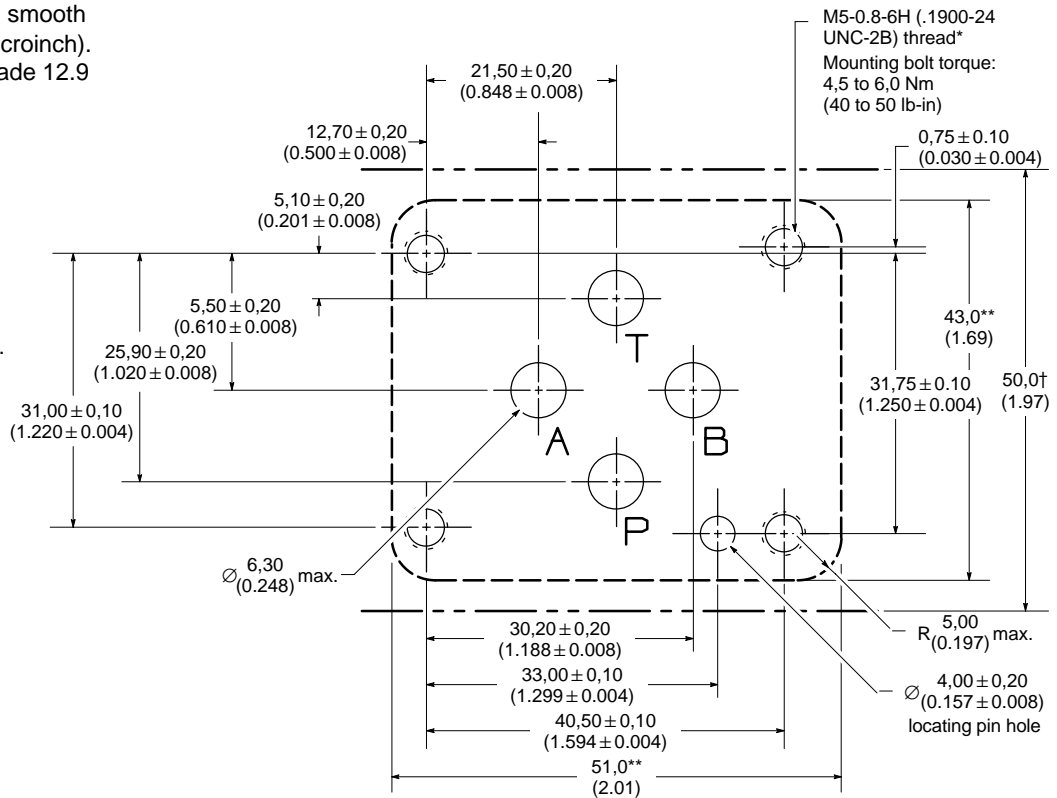 smooth
croinch).
ade 12.9
.
M5-0.8-6H (.1900-24
UNC-2B) thread*
Mounting bolt torque:
4,5 to 6,0 Nm
(40 to 50 lb-in)
21,50 ± 0,20
(0.848 ± 0.008)
12,70 ± 0,20
(0.500 ± 0.008)
0,75 ± 0.10
(0.030 ± 0.004)
5,10 ± 0,20
(0.201 ± 0.008)
5,50 ± 0,20
(0.610 ± 0.008)
25,90 ± 0,20
(1.020 ± 0.008)
31,00 ± 0,10
(1.220 ± 0.004)
T
A
B
P
43,0**
(1.69)
31,75 ± 0.10
(1.250 ± 0.004)
50,0†
(1.97)
∅ 6,30 max.
(0.248)
30,20 ± 0,20
(1.188 ± 0.008)
33,00 ± 0,10
(1.299 ± 0.004)
40,50 ± 0,10
(1.594 ± 0.004)
51,0**
(2.01)
R 5,00 max.
(0.197)
∅ 4,00 ± 0,20
(0.157 ± 0.008)
locating pin hole